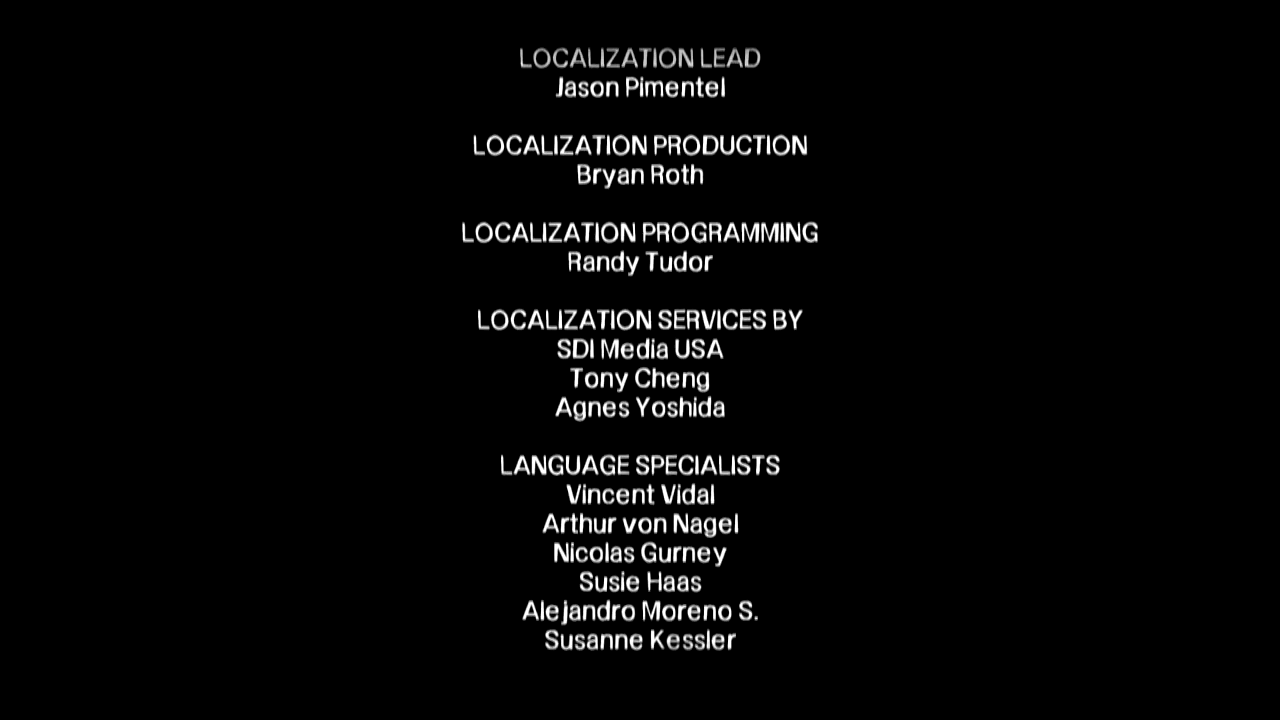 LOCALIZATION LEAD
Jason Pimentel
LOCALIZATION PRODUCTION
Bryan Roth
LOCALIZATION PROGRAMMING
Randy Tudor
LOCALIZATION SERVICES BY
SDI Media USA
Tony Cheng
Agnes Yoshida
LANGUAGE SPECIALISTS
Vincent Vidal
Arthur von Nagel
Nicolas Gurney
Susie Haas
Alejandro Moreno S.
Susanne Kessler